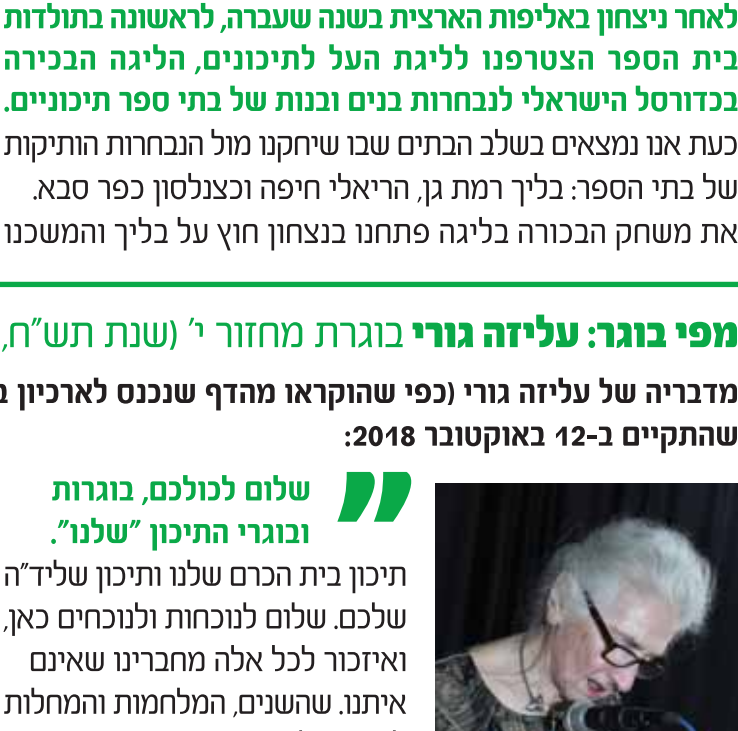 לאחר ניצחון באליפות הארצית בשנה שעברה, לראשונה בתולדות
בית הספר הצטרפנו לליגת העל לתיכונים, הליגה הבכירה
בכדורסל הישראלי לנבחרות בנים ובנות של בתי ספר תיכוניים.
כעת אנו נמצאים בשלב הבתים שבו שיחקנו מול הנבחרות הותיקות
של בתי הספר: בליך רמת גן, הריאלי חיפה וכצנלסון כפר סבא.
את משחק הבכורה בליגה פתחנו בנצחון חוץ על בליך והמשכנו
מפי בוגר: עליזה גורי בוגרת מחזור י' (שנת תש"ח,
מדבריה של עליזה גורי (כפי שהוקראו מהדף שנכנס לארכיון ב
שהתקיים ב-12 באוקטובר 2018:
"שלום לכולכם, בוגרות
ובוגרי התיכון "שלנו".
תיכון בית הכרם שלנו ותיכון שליד"ה
שלכם. שלום לנוכחות ולנוכחים כאן,
ואיזכור לכל אלה מחברינו שאינם
איתנו. שהשנים, המלחמות והמחלות